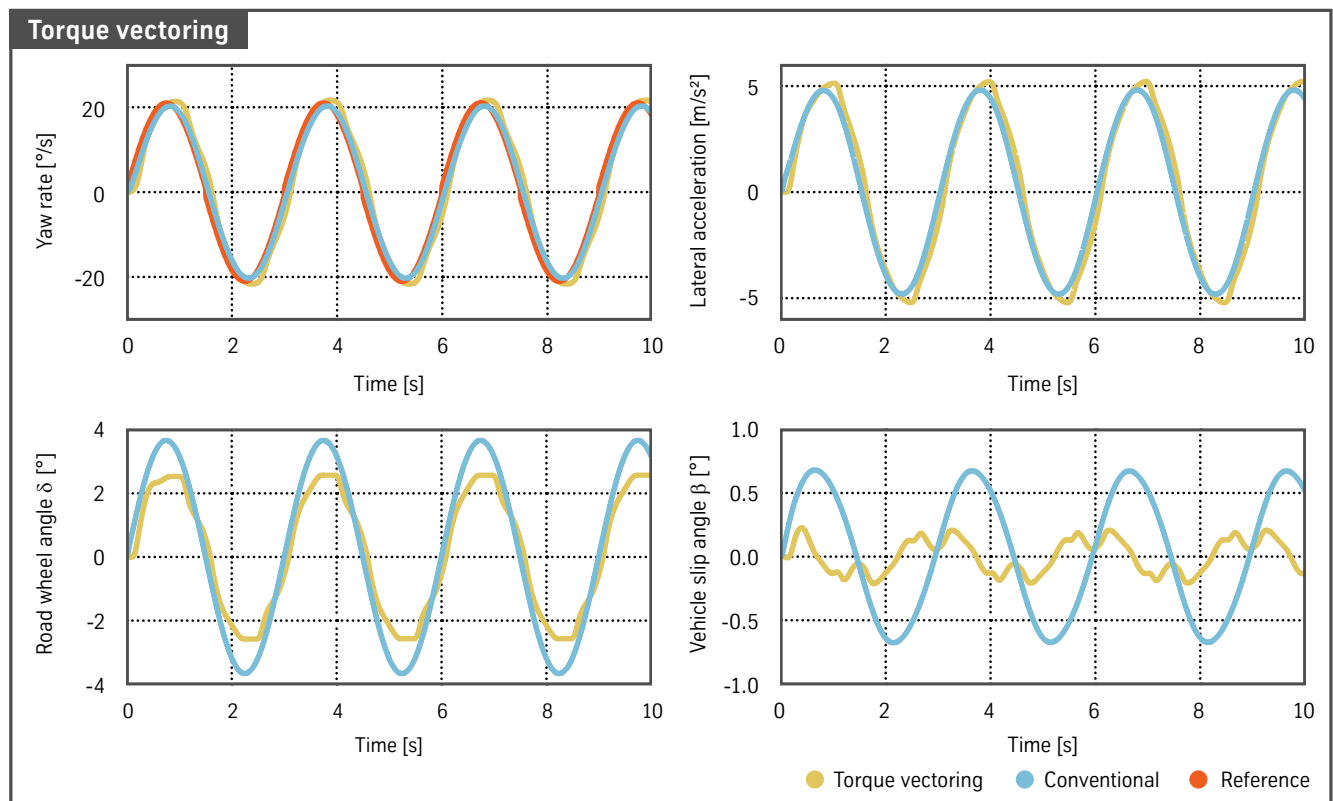 Torque vectoring
Yaw rate [°/s]
20
0
-20
0 2 4 6 8 10
Time [s]
Lateral acceleration [m/s²]
5
0
-5
0 2 4 6 8 10
Time [s]
Road wheel angle δ [°]
4
2
0
-2
-4
0 2 4 6 8 10
Time [s]
Vehicle slip angle β [°]
1.0
0.5
0.0
-0.5
-1.0
0 2 4 6 8 10
Time [s]
Torque vectoring Conventional Reference